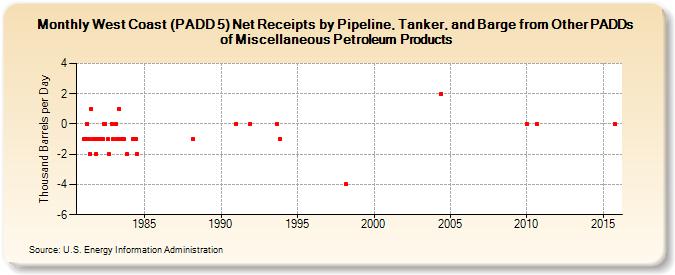 Monthly West Coast (PADD 5) Net Receipts by Pipeline, Tanker, and Barge from Other PADDs
of Miscellaneous Petroleum Products
Thousand Barrels per Day
4
2
0
-2
-4
-6
1985 1990 1995 2000 2005 2010 2015
Source: U.S. Energy Information Administration